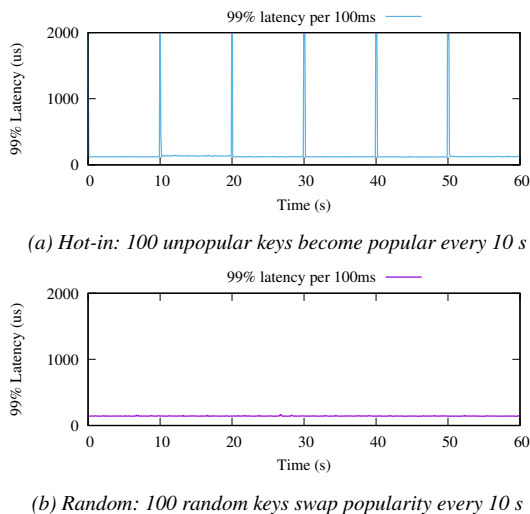 99% latency per 100ms
2000
1000
0
99% Latency (us)
0 10 20 30 40 50 60
Time (s)
(a) Hot-in: 100 unpopular keys become popular every 10 s
99% latency per 100ms
2000
1000
0
99% Latency (us)
0 10 20 30 40 50 60
Time (s)
(b) Random: 100 random keys swap popularity every 10 s